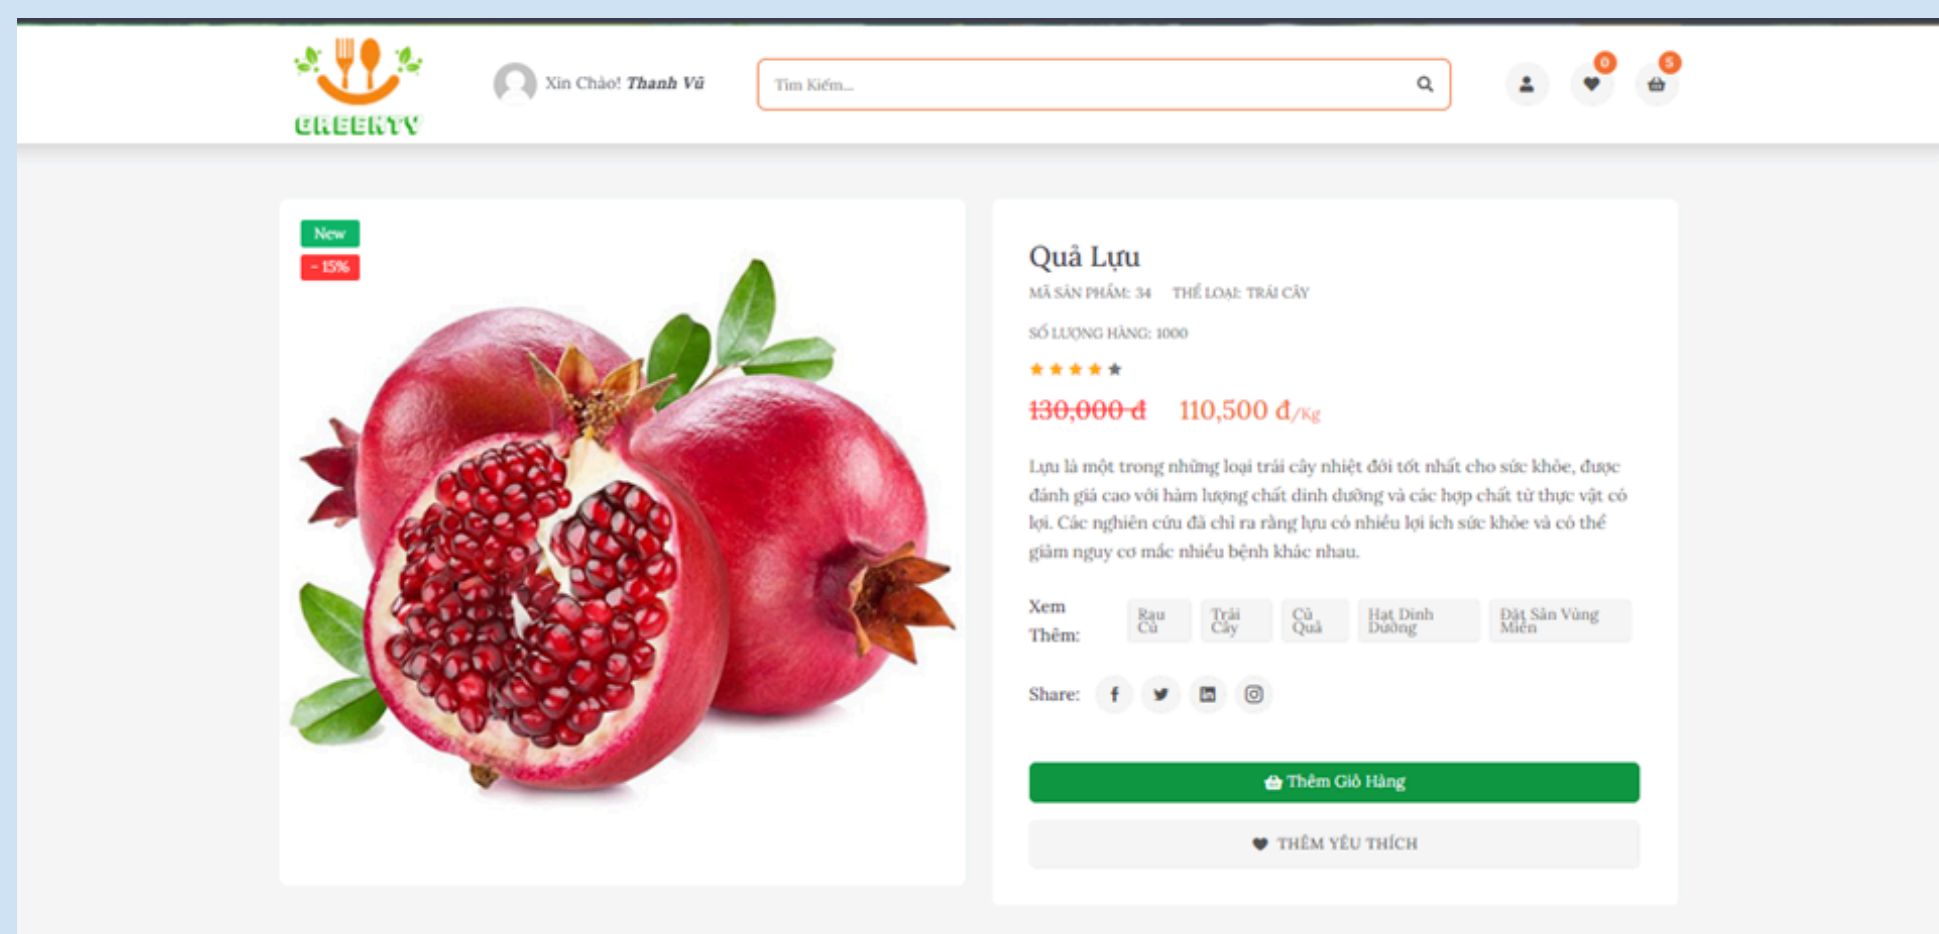 GREENTV
Xin Chào! Thanh Vũ
Tìm Kiếm...
0
5
New
- 15%
Quả Lựu
MÃ SẢN PHẨM: 34 THỂ LOẠI: TRÁI CÂY
SỐ LƯỢNG HÀNG: 1000
130,000 đ 110,500 đ/Kg
Lựu là một trong những loại trái cây nhiệt đới tốt nhất cho sức khỏe, được
đánh giá cao với hàm lượng chất dinh dưỡng và các hợp chất từ thực vật có
lợi. Các nghiên cứu đã chỉ ra rằng lựu có nhiều lợi ích sức khỏe và có thể
giảm nguy cơ mắc nhiều bệnh khác nhau.
Xem
Thêm:
Rau
Củ
Trái
Cây
Củ
Quả
Hạt Dinh
Dưỡng
Đặt Sản Vùng
Miền
Share:
Thêm Giỏ Hàng
THÊM YÊU THÍCH